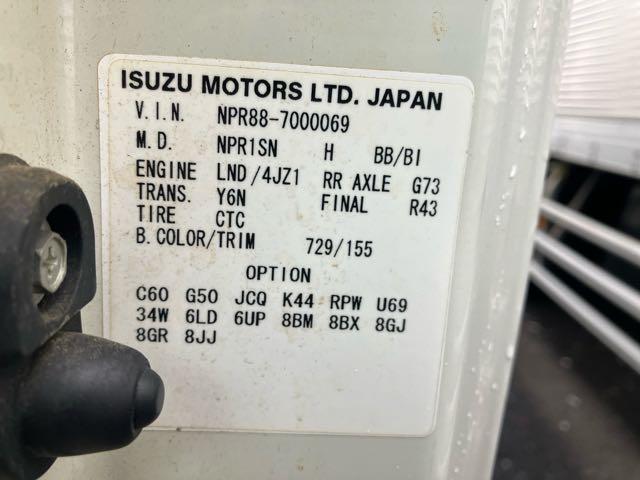 ISUZU MOTORS LTD. JAPAN
V.I.N. NPR88-7000069
M.D. NPR1SN H BB/BI
ENGINE LND/4JZ1 RR AXLE G73
TRANS. Y6N FINAL R43
TIRE CTC
B.COLOR/TRIM 729/155
OPTION
C60 G50 JCQ K44 RPW U69
34W 6LD 6UP 8BM 8BX 8GJ
8GR 8JJ